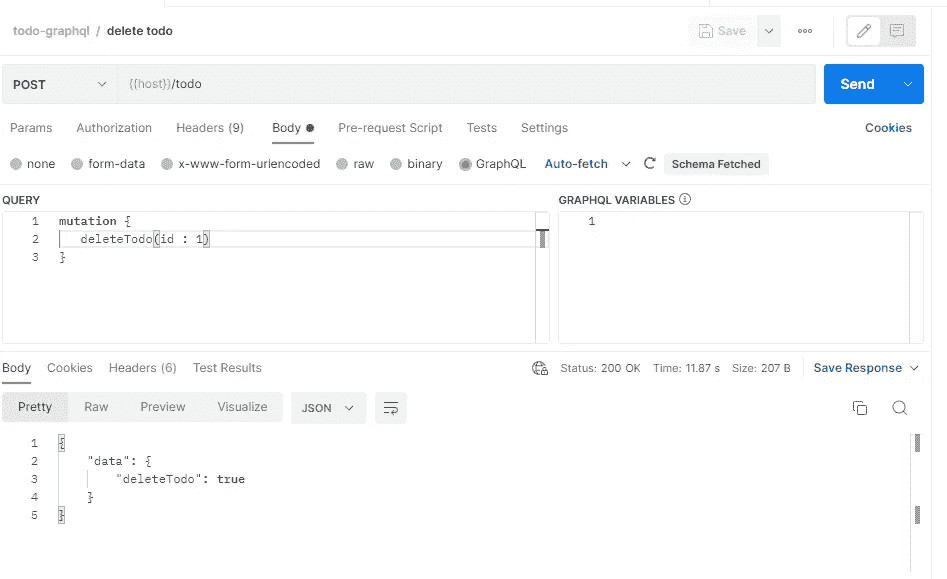 todo-graphql / delete todo Save
POST {{host}}/todo Send
Params Authorization Headers (9) Body Pre-request Script Tests Settings Cookies
none form-data x-www-form-urlencoded raw binary GraphQL Auto-fetch Schema Fetched
QUERY GRAPHQL VARIABLES
1 mutation { 1
2 deleteTodo(id : 1)
3 }
Body Cookies Headers (6) Test Results Status: 200 OK Time: 11.87 s Size: 207 B Save Response
Pretty Raw Preview Visualize JSON
1 {
2 "data": {
3 "deleteTodo": true
4 }
5 }